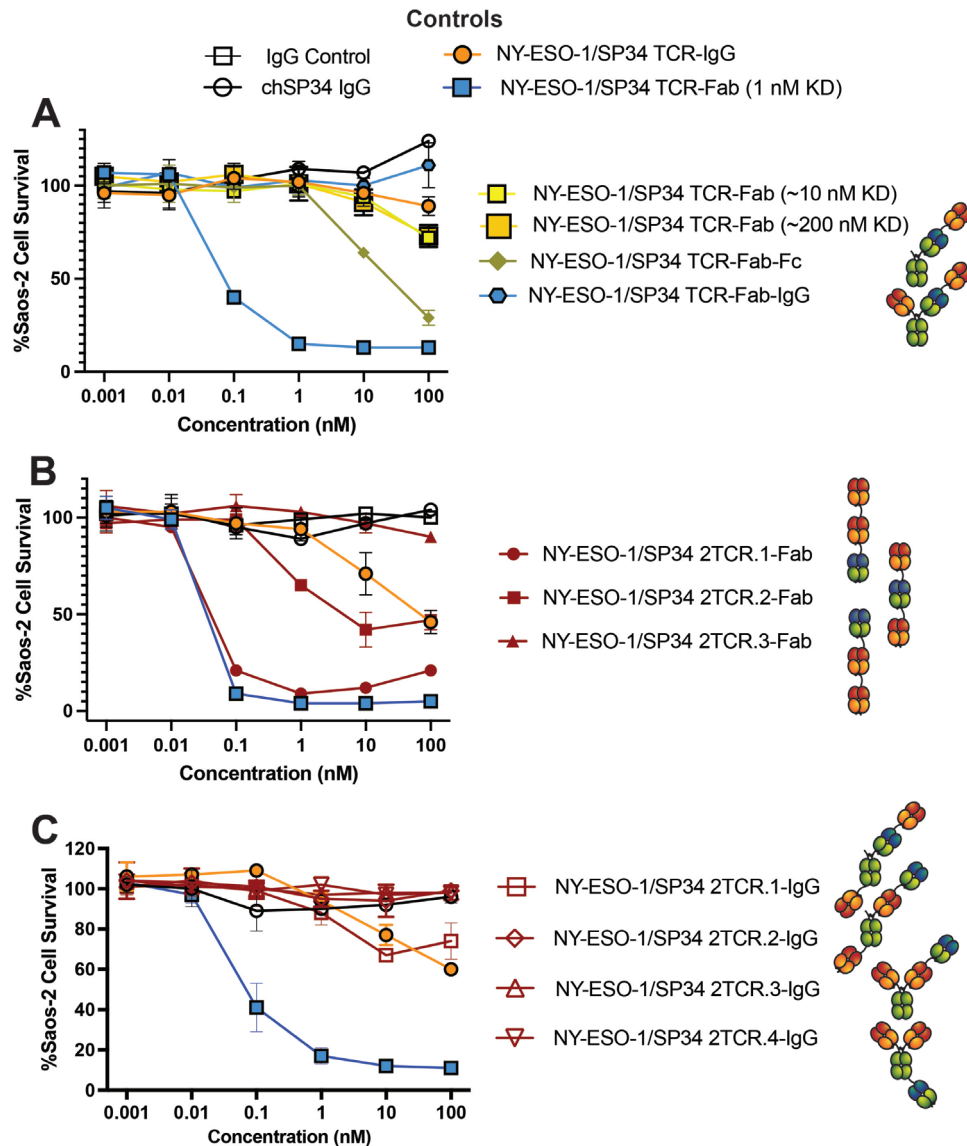 Controls
IgG Control
NY-ESO-1/SP34 TCR-IgG
chSP34 IgG
NY-ESO-1/SP34 TCR-Fab (1 nM KD)
A
%Saos-2 Cell Survival
100
50
0
0.001 0.01 0.1 1 10 100
Concentration (nM)
NY-ESO-1/SP34 TCR-Fab (~10 nM KD)
NY-ESO-1/SP34 TCR-Fab (~200 nM KD)
NY-ESO-1/SP34 TCR-Fab-Fc
NY-ESO-1/SP34 TCR-Fab-IgG
B
%Saos-2 Cell Survival
100
50
0
0.001 0.01 0.1 1 10 100
Concentration (nM)
NY-ESO-1/SP34 2TCR.1-Fab
NY-ESO-1/SP34 2TCR.2-Fab
NY-ESO-1/SP34 2TCR.3-Fab
C
%Saos-2 Cell Survival
120
100
80
60
40
20
0
0.001 0.01 0.1 1 10 100
Concentration (nM)
NY-ESO-1/SP34 2TCR.1-IgG
NY-ESO-1/SP34 2TCR.2-IgG
NY-ESO-1/SP34 2TCR.3-IgG
NY-ESO-1/SP34 2TCR.4-IgG